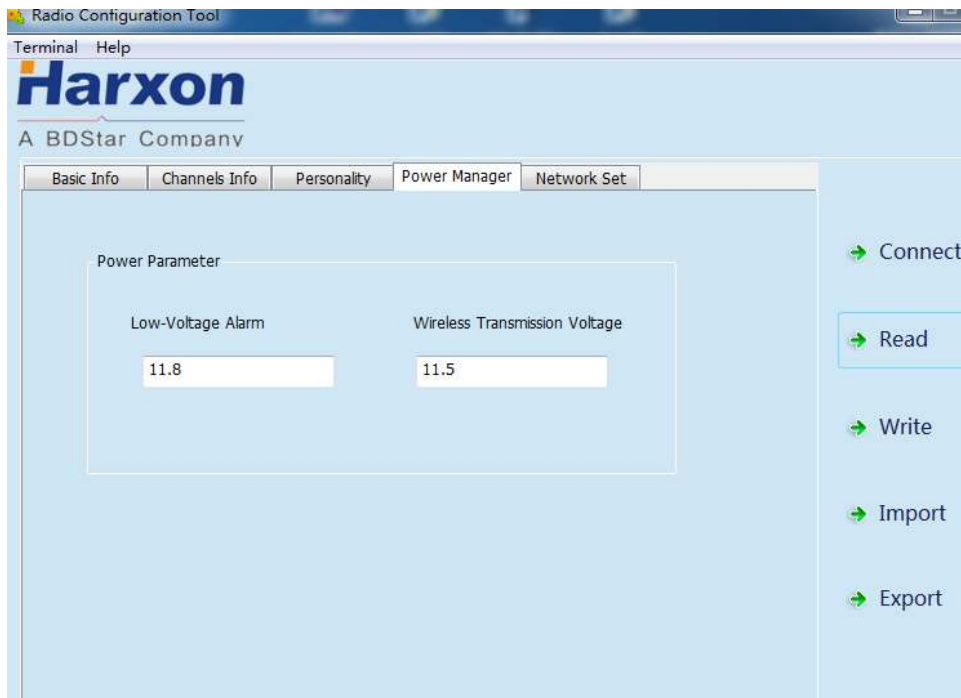 Radio Configuration Tool
Terminal Help
Harxon
A BDStar Company
Basic Info Channels Info Personality Power Manager Network Set
Power Parameter
Low-Voltage Alarm Wireless Transmission Voltage
11.8 11.5
Connect
Read
Write
Import
Export